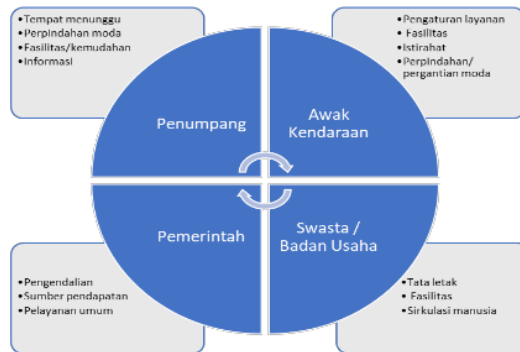 •Tempat menunggu
•Perpindahan moda
•Fasilitas/kemudahan
•Informasi
•Pengaturan layanan
• Fasilitas
•Istirahat
•Perpindahan/
pergantian moda
Penumpang
Awak
Kendaraan
Pemerintah
Swasta /
Badan Usaha
•Pengendalian
•Sumber pendapatan
•Pelayanan umum
•Tata letak
• Fasilitas
•Sirkulasi manusia